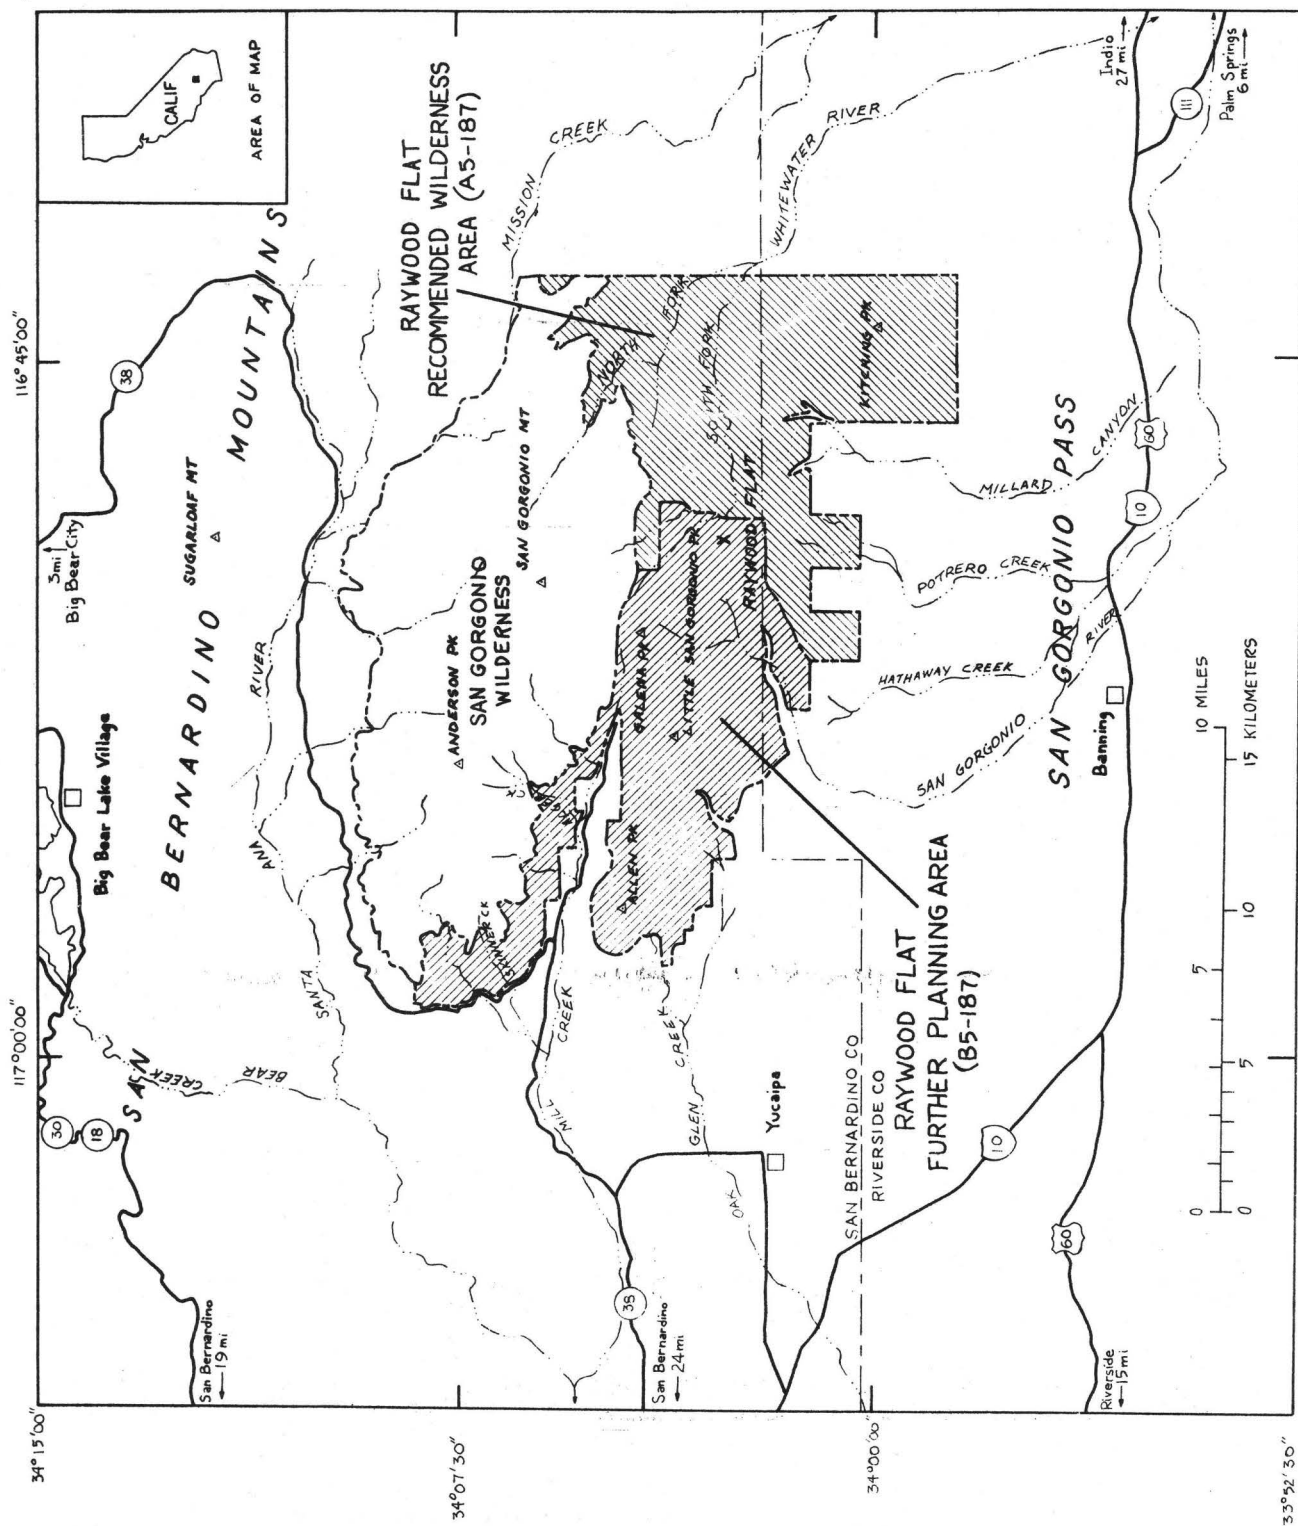 116°45'00"
117°00'00"
34°15'00"
34°07'30"
34°00'00"
33°52'30"
CALIF
AREA OF MAP
3mi
Big Bear City
38
SUGARLOAF MT
SAN BERNARDINO MOUNTAINS
Big Bear Lake Village
30
18
BEAR CREEK
SANTA ANA RIVER
San Bernardino
19 mi
RAYWOOD FLAT
RECOMMENDED WILDERNESS
AREA (A5-187)
MISSION CREEK
WHITEWATER RIVER
NORTH FORK
SOUTH FORK
SAN GORGONIO MT
ANDERSON PK
SAN GORGONIO
WILDERNESS
GALENA PK
LITTLE SAN GORGONIO PK
X
RAYWOOD FLAT
KITCHING PK
ALLEN PK
MILL CREEK
38
San Bernardino
24 mi
OAK GLEN CREEK
Yucaipa
SAN BERNARDINO CO
RIVERSIDE CO
RAYWOOD FLAT
FURTHER PLANNING AREA
(B5-187)
MILLARD CANYON
POTRERO CREEK
HATHAWAY CREEK
SAN GORGONIO RIVER
SAN GORGONIO PASS
Banning
10
60
10
60
111
Indio
27 mi
Palm Springs
6 mi
Riverside
15 mi
0 5 10 MILES
0 5 10 15 KILOMETERS